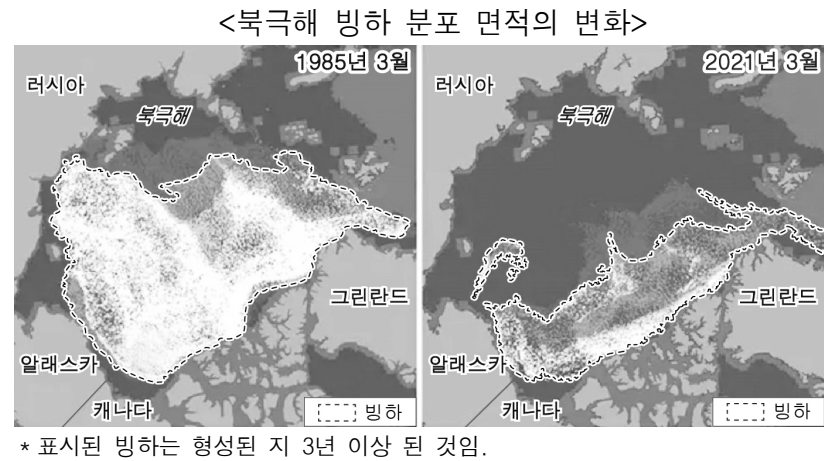 <북극해 빙하 분포 면적의 변화>
1985년 3월
러시아
북극해
그린란드
알래스카
캐나다
빙하
2021년 3월
러시아
북극해
그린란드
알래스카
캐나다
빙하
* 표시된 빙하는 형성된 지 3년 이상 된 것임.